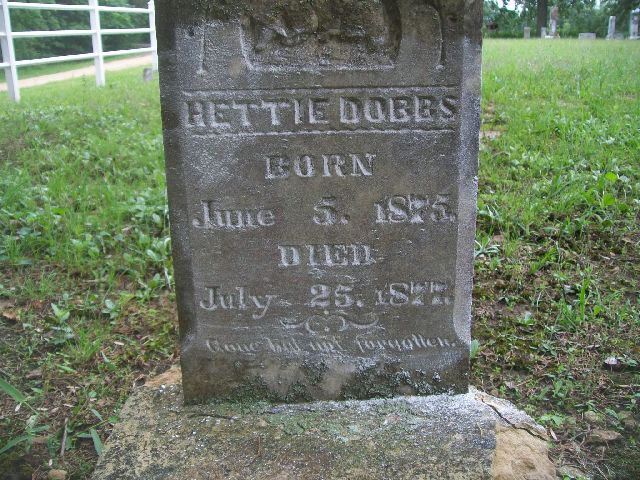 HETTIE DOBBS
BORN
June 5. 1875.
DIED
July 25. 1877.
Gone but not forgotten.